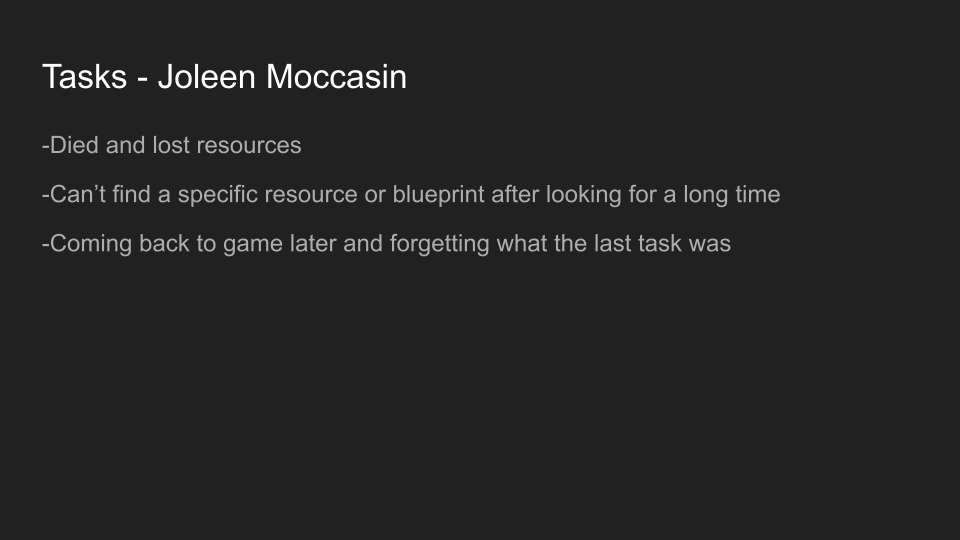 Tasks - Joleen Moccasin
-Died and lost resources
-Can’t find a specific resource or blueprint after looking for a long time
-Coming back to game later and forgetting what the last task was